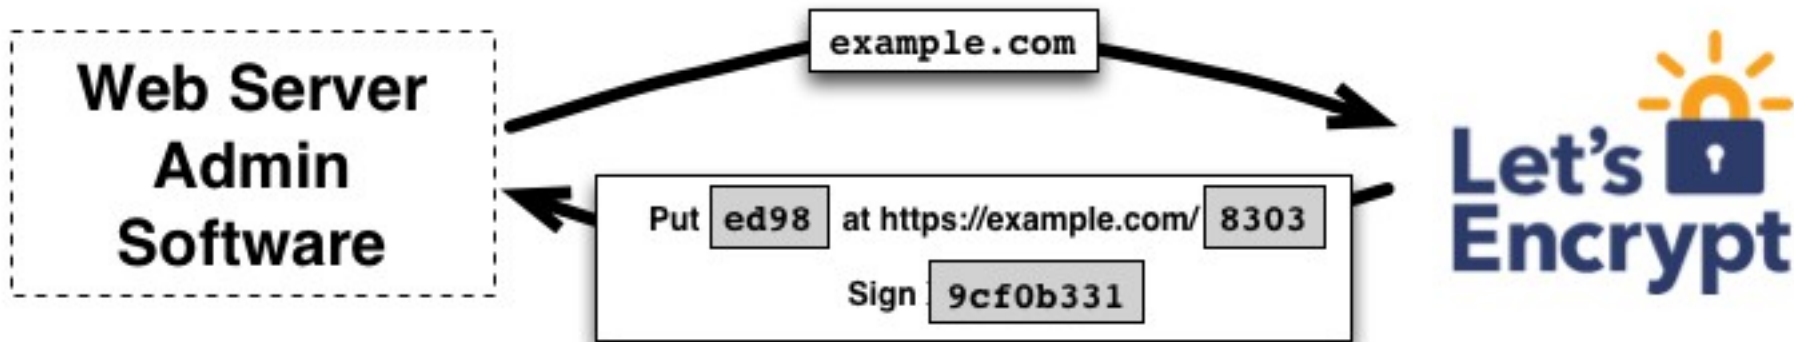 Web Server
Admin
Software
example.com
Put ed98 at https://example.com/ 8303
Sign 9cf0b331
Let's
Encrypt